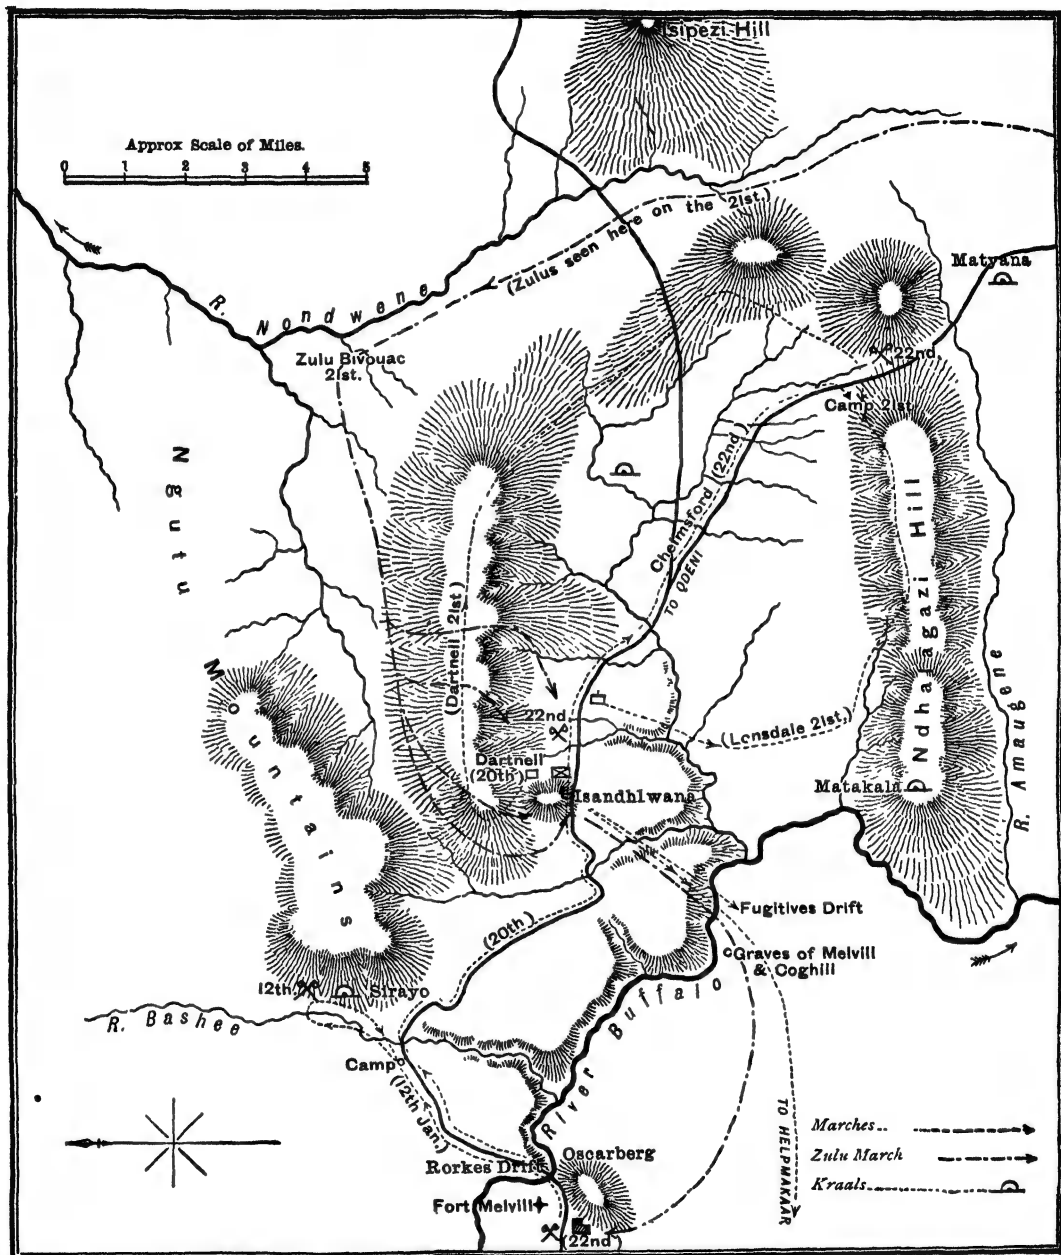 Isipezi Hill
Approx Scale of Miles.
0 1 2 3 4 5
(Zulus seen here on the 21st.)
R. Nondwene
Matyana
Zulu Bivouac
21st.
22nd.
Camp 21st
Ngutu Mountains
Chelmsford (22nd)
TO QDENI
Ndhlagazi Hill
(Dartnell 21st)
22nd
(Lonsdale 21st.)
Dartnell
(20th)
Isandhlwana
Matakala
R. Amaugene
Fugitives Drift
(20th)
Graves of Melvill
& Coghill
12th.
Sirayo
R. Bashee
River Buffalo
Camp
(12th Jan.)
TO HELPMAKAAR
Marches..
Zulu March
Kraals
Oscarberg
Rorkes Drift
Fort Melvill
(22nd)